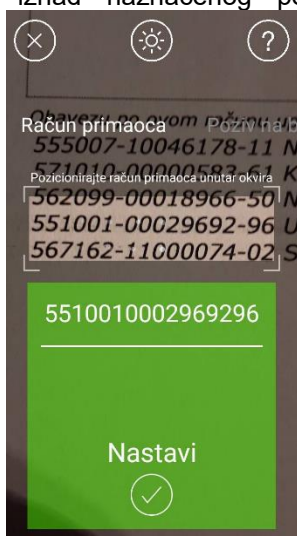 iznad naznačenog
?
Obaveze po ovom računu
Račun primaoca Poziv na b
555007-10046178-11 N
571010-00000583-61 K
Pozicionirajte račun primaoca unutar okvira
562099-00018966-50 N
551001-00029692-96 U
567162-11000074-02 S
5510010002969296
Nastavi